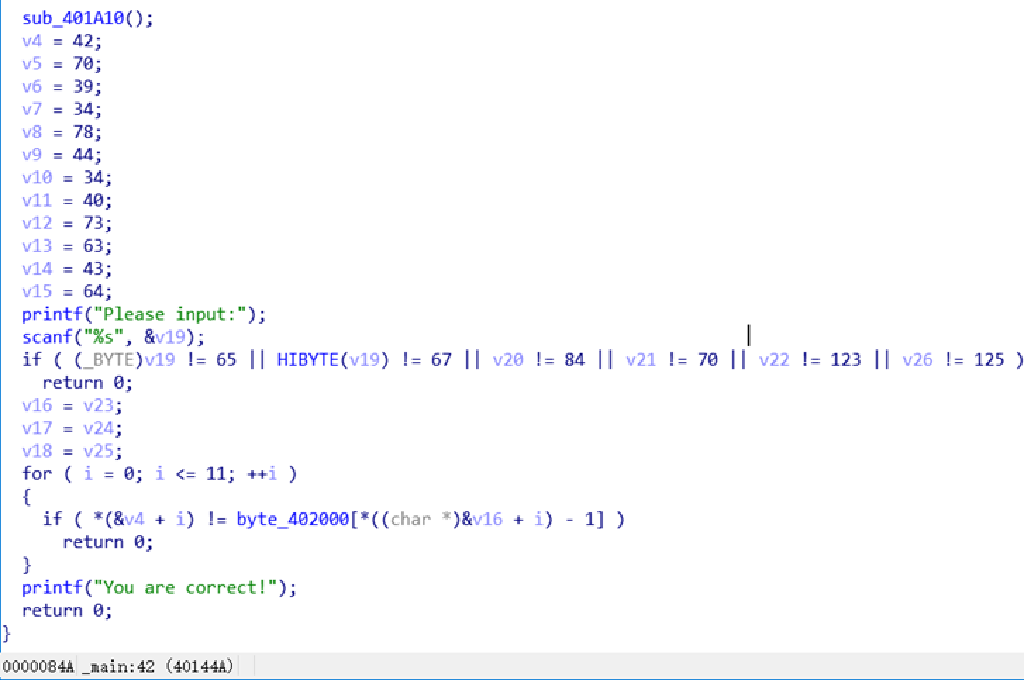 sub_401A10();
v4 = 42;
v5 = 70;
v6 = 39;
v7 = 34;
v8 = 78;
v9 = 44;
v10 = 34;
v11 = 40;
v12 = 73;
v13 = 63;
v14 = 43;
v15 = 64;
printf("Please input:");
scanf("%s", &v19);
if ( (_BYTE)v19 != 65 || HIBYTE(v19) != 67 || v20 != 84 || v21 != 70 || v22 != 123 || v26 != 125 )
return 0;
v16 = v23;
v17 = v24;
v18 = v25;
for ( i = 0; i <= 11; ++i )
{
if ( *(&v4 + i) != byte_402000[*((char *)&v16 + i) - 1] )
return 0;
}
printf("You are correct!");
return 0;
}
0000084A _main:42 (40144A)